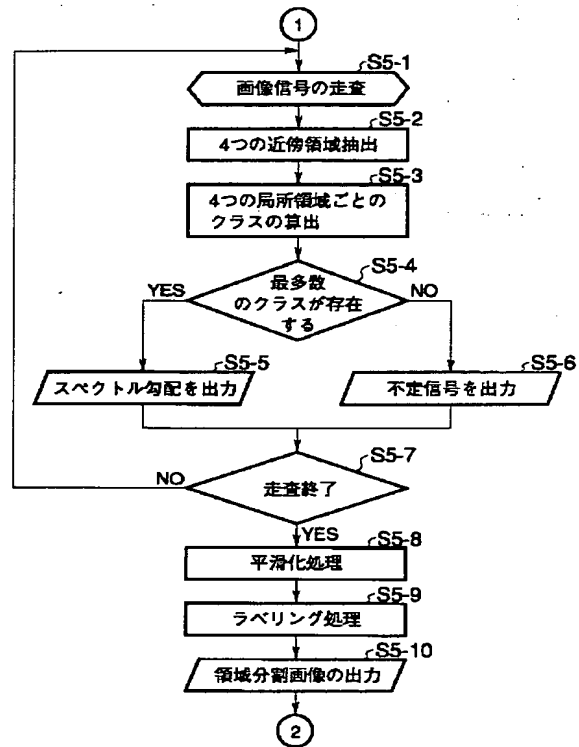 1
S5-1
画像信号の走査
S5-2
4つの近傍領域抽出
S5-3
4つの局所領域ごとの
クラスの算出
S5-4
最多数
のクラスが存在
する
YES
NO
S5-5
スペクトル勾配を出力
S5-6
不定信号を出力
S5-7
走査終了
NO
YES
S5-8
平滑化処理
S5-9
ラベリング処理
S5-10
領域分割画像の出力
2